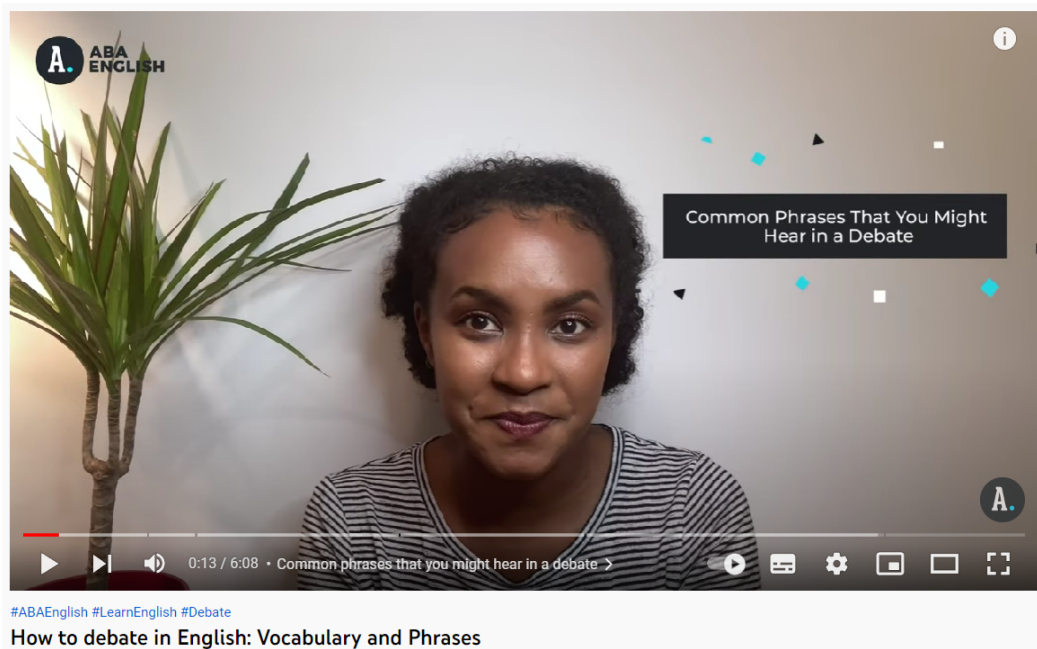 A. ABA
ENGLISH
Common Phrases That You Might
Hear in a Debate
A.
0:13 / 6:08 • Common phrases that you might hear in a debate
#ABAEnglish #LearnEnglish #Debate
How to debate in English: Vocabulary and Phrases